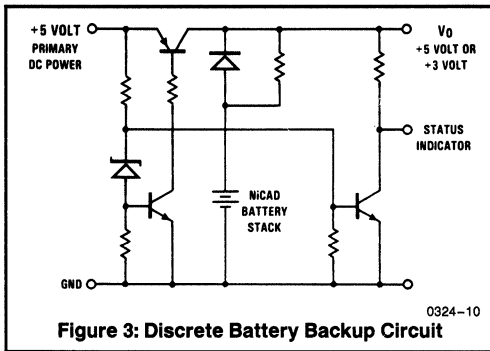 +5 VOLT
PRIMARY
DC POWER
VO
+5 VOLT OR
+3 VOLT
STATUS
INDICATOR
NiCAD
BATTERY
STACK
GND
0324–10
Figure 3: Discrete Battery Backup Circuit